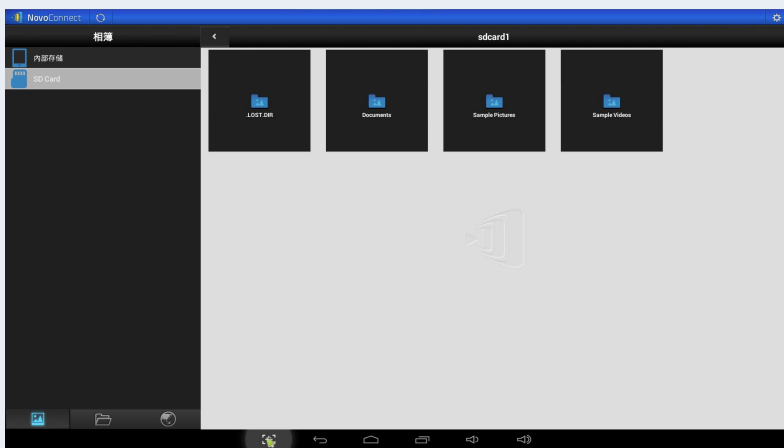 NovoConnect
相簿
sdcard1
內部存儲
SD Card
.LOST.DIR
Documents
Sample Pictures
Sample Videos